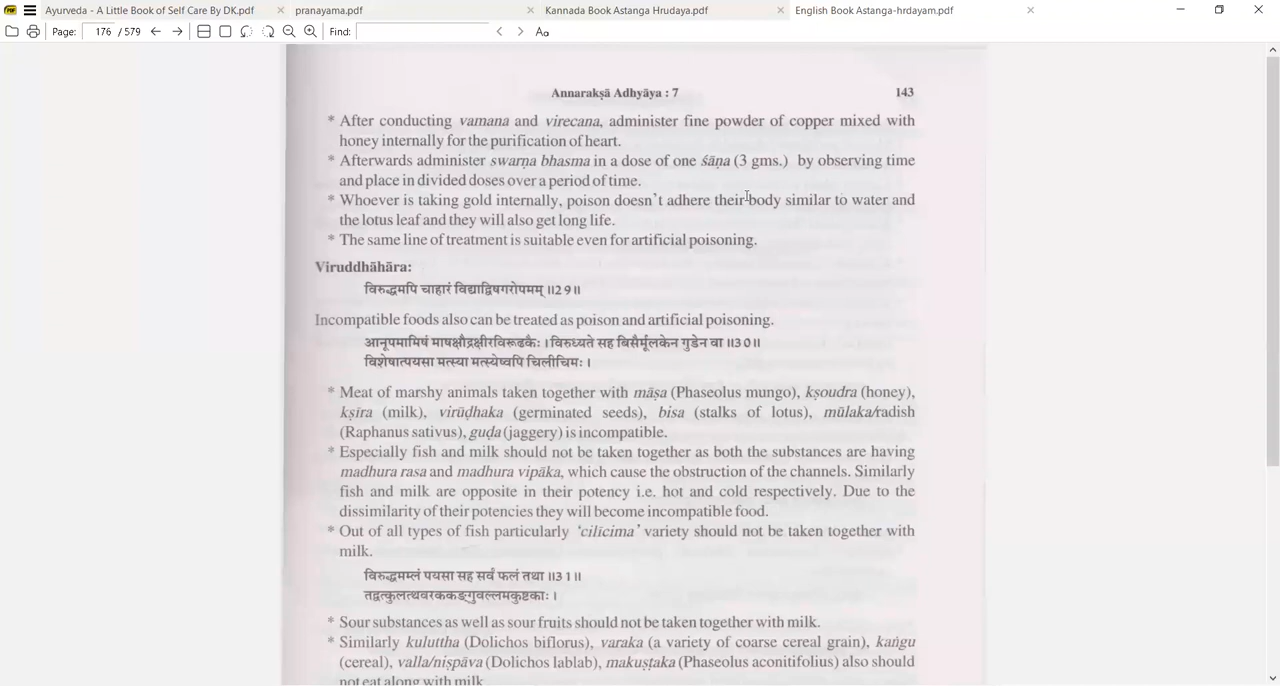 Ayurveda - A Little Book of Self Care By DK.pdf × pranayama.pdf × Kannada Book Astanga Hrudaya.pdf × English Book Astanga-hrdayam.pdf ×
Page: 176 / 579 Find: Aa
Annarakṣā Adhyāya : 7 143
* After conducting vamana and virecana, administer fine powder of copper mixed with
honey internally for the purification of heart.
* Afterwards administer swarṇa bhasma in a dose of one śāṇa (3 gms.) by observing time
and place in divided doses over a period of time.
* Whoever is taking gold internally, poison doesn't adhere their body similar to water and
the lotus leaf and they will also get long life.
* The same line of treatment is suitable even for artificial poisoning.
Viruddhāhāra:
विरुद्धमपि चाहारं विद्याद्विषगरोपमम् ॥29॥
Incompatible foods also can be treated as poison and artificial poisoning.
आनूपमामिषं माषक्षौद्रक्षीरविरूढकैः । विरुध्यते सह बिसैर्मूलकेन गुडेन वा ॥30॥
विशेषात्पयसा मत्स्या मत्स्येष्वपि चिलीचिमः ।
* Meat of marshy animals taken together with māṣa (Phaseolus mungo), kṣoudra (honey),
kṣīra (milk), virūḍhaka (germinated seeds), bisa (stalks of lotus), mūlaka/radish
(Raphanus sativus), guḍa (jaggery) is incompatible.
* Especially fish and milk should not be taken together as both the substances are having
madhura rasa and madhura vipāka, which cause the obstruction of the channels. Similarly
fish and milk are opposite in their potency i.e. hot and cold respectively. Due to the
dissimilarity of their potencies they will become incompatible food.
* Out of all types of fish particularly 'cilicima' variety should not be taken together with
milk.
विरुद्धमम्लं पयसा सह सर्वं फलं तथा ॥31॥
तद्वत्कुलत्थवरककङ्गुवल्लमकुष्टकाः ।
* Sour substances as well as sour fruits should not be taken together with milk.
* Similarly kuluttha (Dolichos biflorus), varaka (a variety of coarse cereal grain), kaṅgu
(cereal), valla/niṣpāva (Dolichos lablab), makuṣṭaka (Phaseolus aconitifolius) also should
not eat along with milk